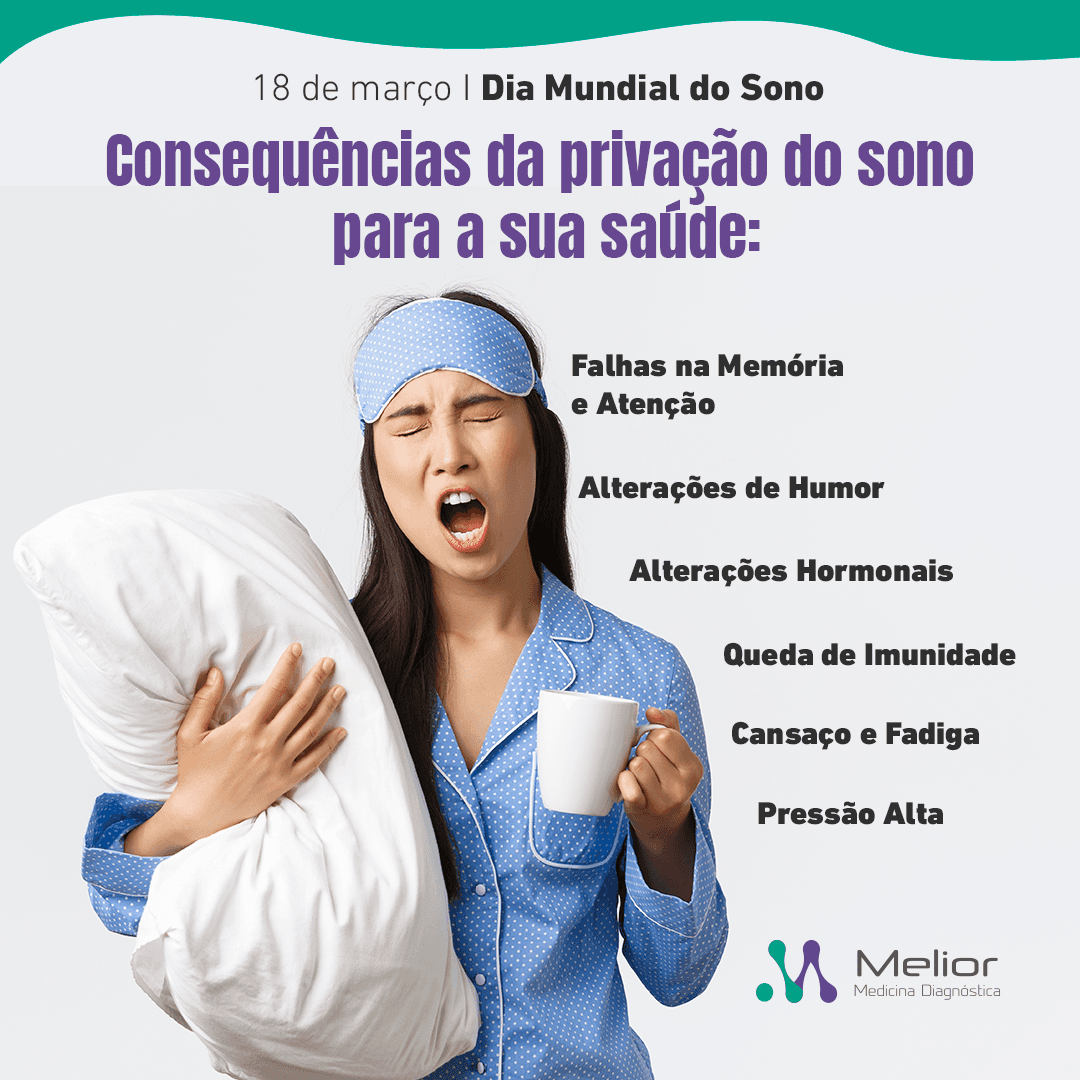 18 de março | Dia Mundial do Sono
Consequências da privação do sono
para a sua saúde:
Falhas na Memória
e Atenção
Alterações de Humor
Alterações Hormonais
Queda de Imunidade
Cansaço e Fadiga
Pressão Alta
Melior
Medicina Diagnóstica